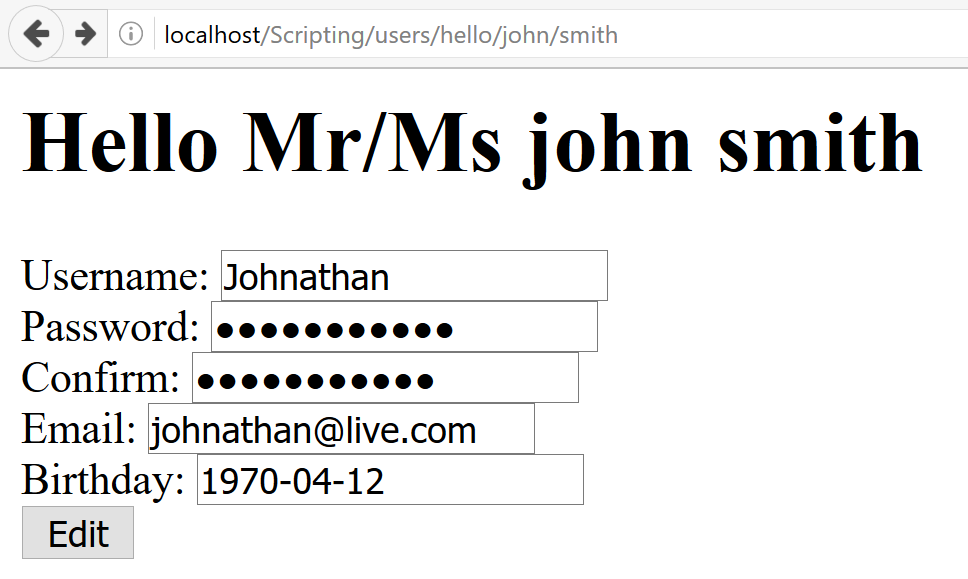 localhost/Scripting/users/hello/john/smith
Hello Mr/Ms john smith
Username: Johnathan
Password: ●●●●●●●●●●●
Confirm: ●●●●●●●●●●●
Email: johnathan@live.com
Birthday: 1970-04-12
Edit